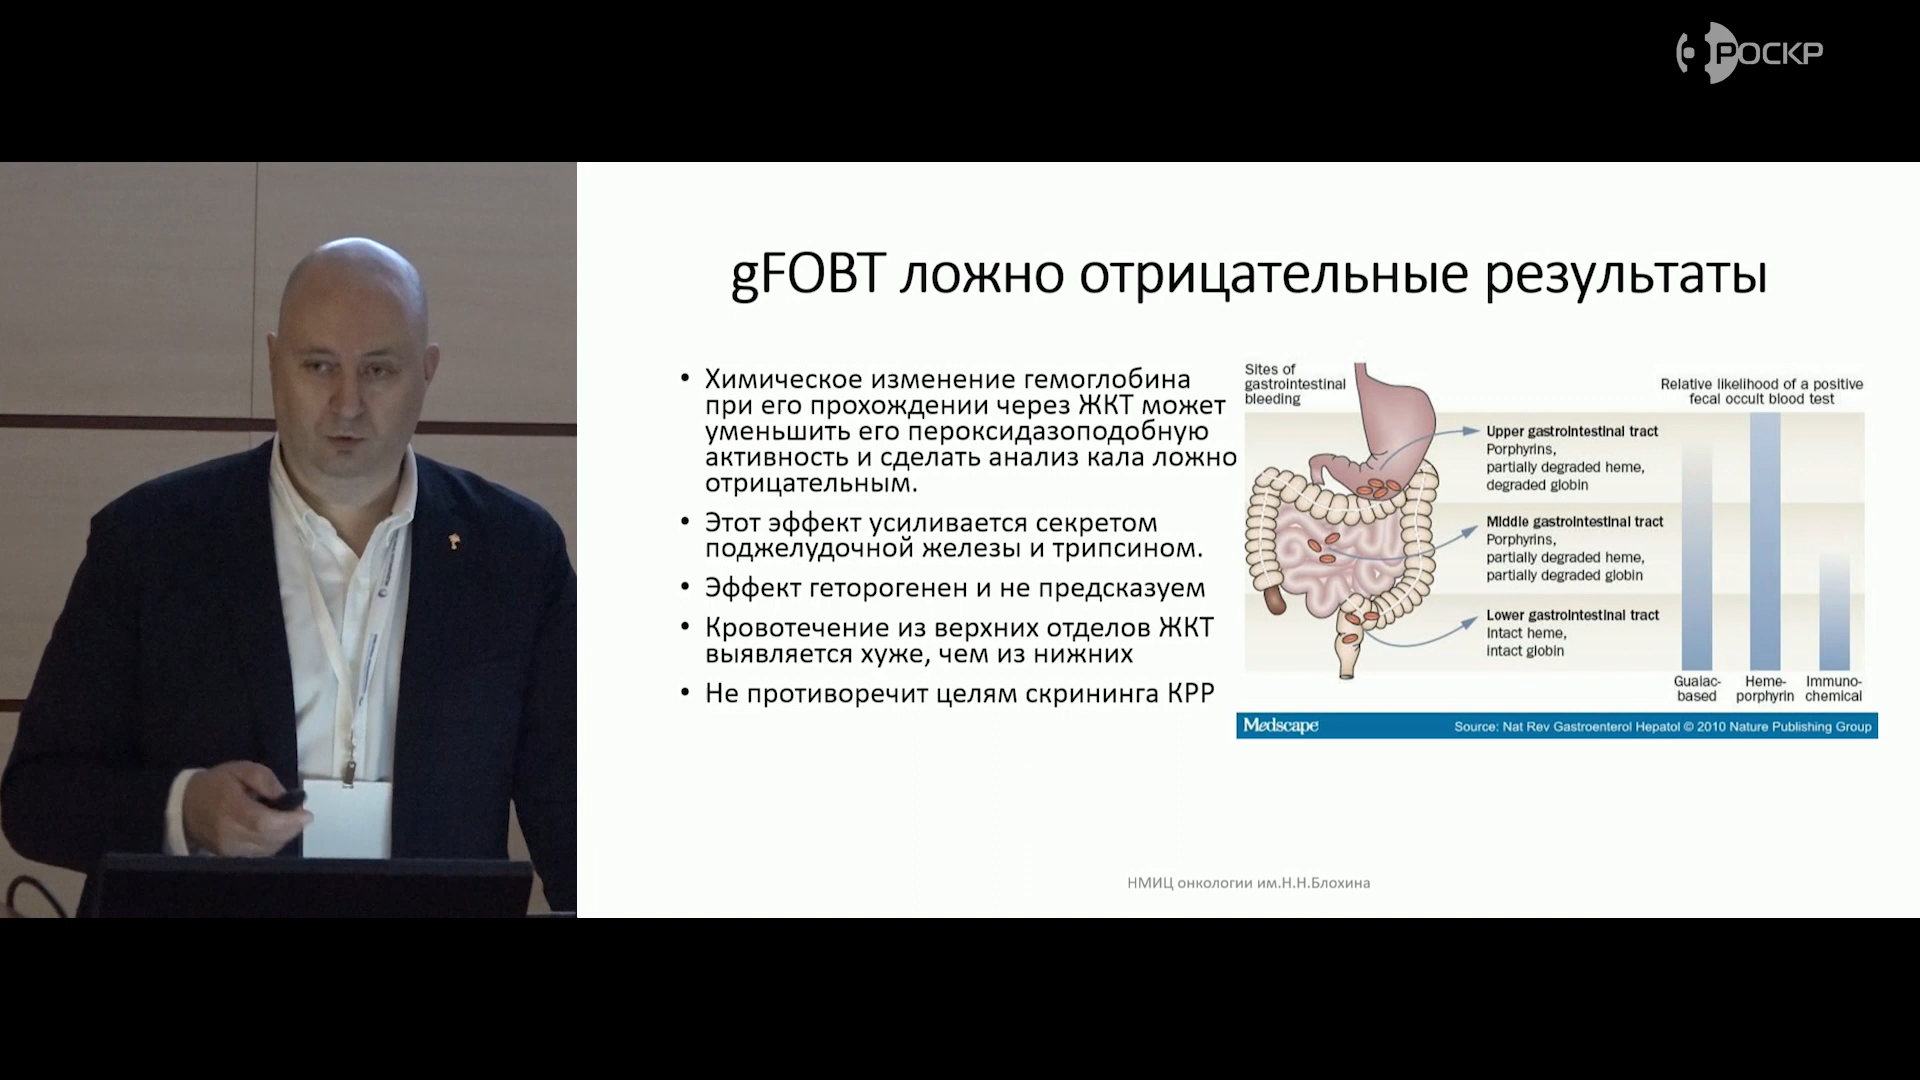 РОСКР
gFOBT ложно отрицательные результаты
• Химическое изменение гемоглобина
при его прохождении через ЖКТ может
уменьшить его пероксидазоподобную
активность и сделать анализ кала ложно
отрицательным.
• Этот эффект усиливается секретом
поджелудочной железы и трипсином.
• Эффект геторогенен и не предсказуем
• Кровотечение из верхних отделов ЖКТ
выявляется хуже, чем из нижних
• Не противоречит целям скрининга КРР
Sites of
gastrointestinal
bleeding
Relative likelihood of a positive
fecal occult blood test
Upper gastrointestinal tract
Porphyrins,
partially degraded heme,
degraded globin
Middle gastrointestinal tract
Porphyrins,
partially degraded heme,
partially degraded globin
Lower gastrointestinal tract
Intact heme,
intact globin
Guaiac-
based
Heme-
porphyrin
Immuno-
chemical
Medscape
Source: Nat Rev Gastroenterol Hepatol © 2010 Nature Publishing Group
НМИЦ онкологии им.Н.Н.Блохина